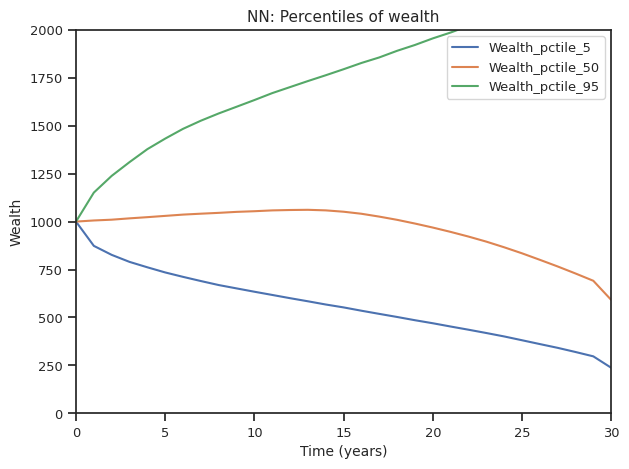 NN: Percentiles of wealth
Wealth_pctile_5
Wealth_pctile_50
Wealth_pctile_95
Wealth
2000
1750
1500
1250
1000
750
500
250
0
0 5 10 15 20 25 30
Time (years)